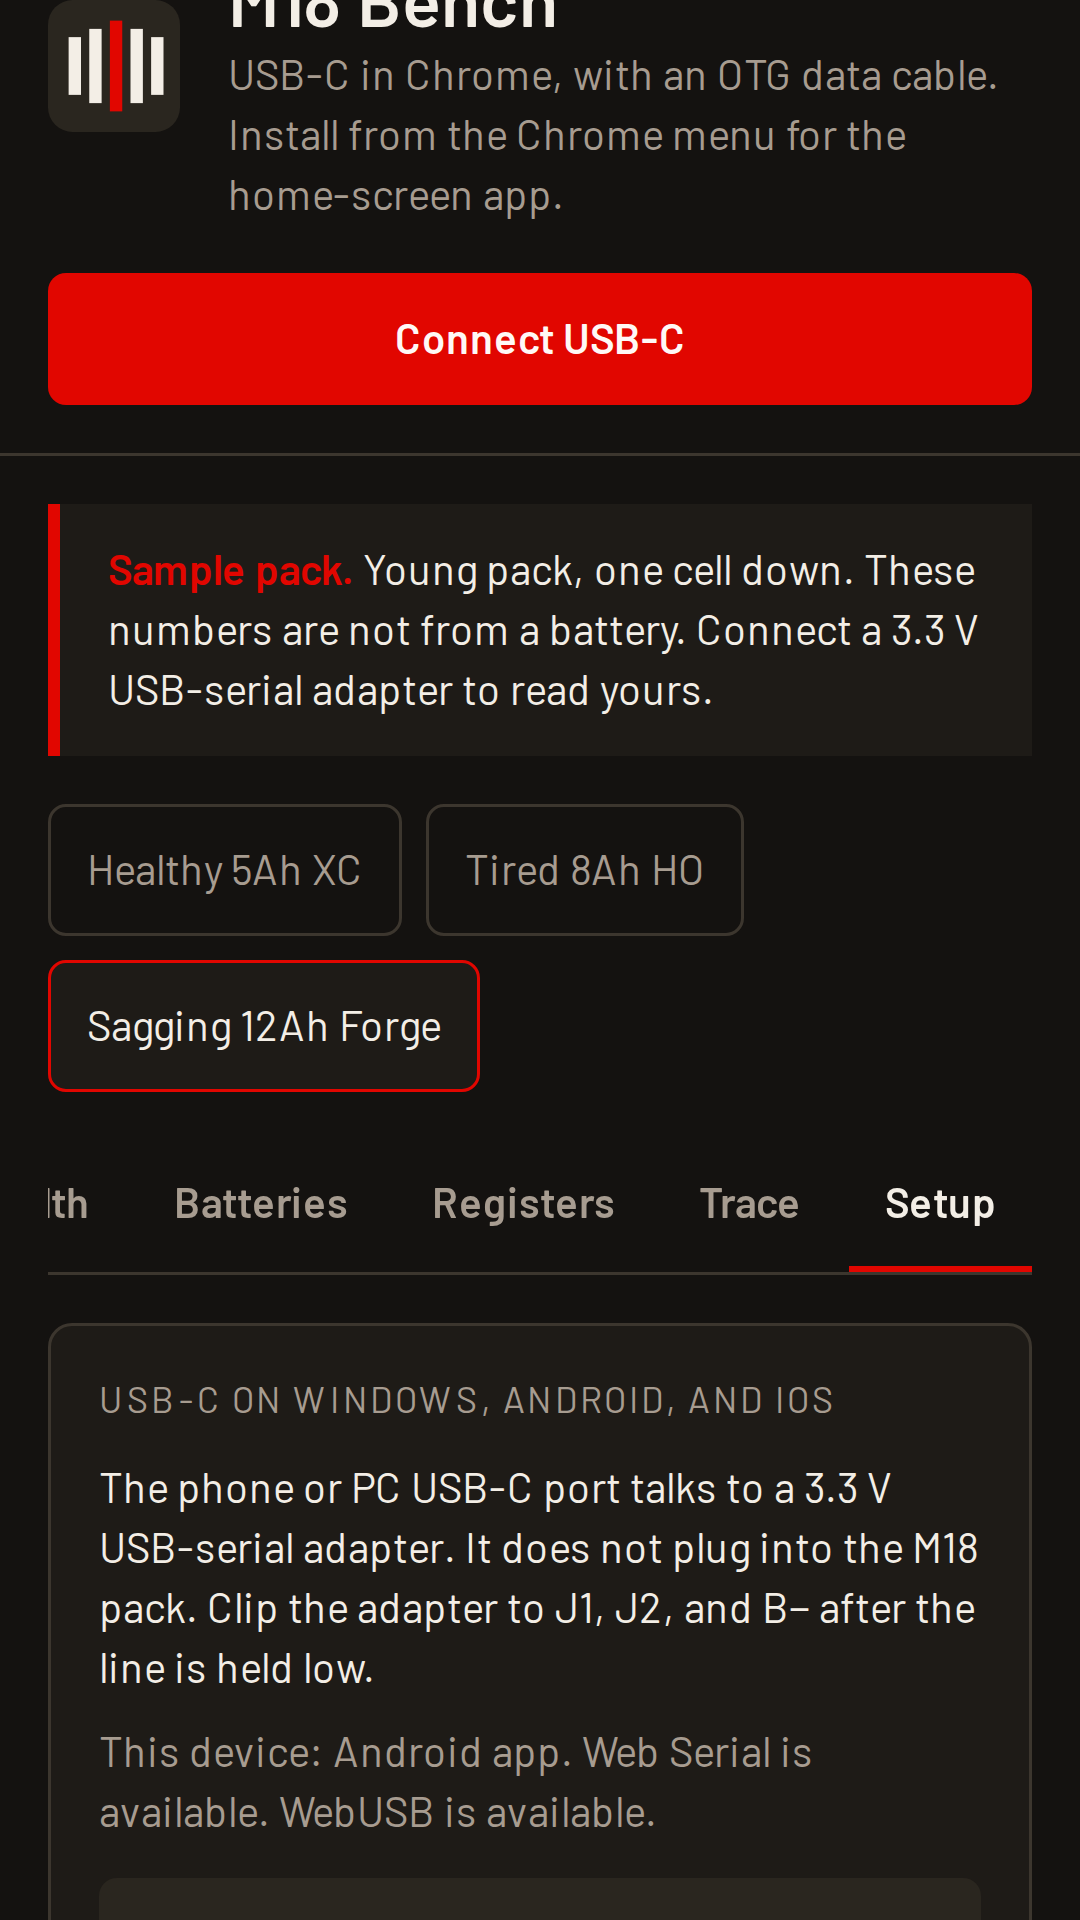 M18 Bench
USB-C in Chrome, with an OTG data cable.
Install from the Chrome menu for the
home-screen app.
Connect USB-C
Sample pack. Young pack, one cell down. These
numbers are not from a battery. Connect a 3.3 V
USB-serial adapter to read yours.
Healthy 5Ah XC
Tired 8Ah HO
Sagging 12Ah Forge
lth
Batteries
Registers
Trace
Setup
USB-C ON WINDOWS, ANDROID, AND IOS
The phone or PC USB-C port talks to a 3.3 V
USB-serial adapter. It does not plug into the M18
pack. Clip the adapter to J1, J2, and B− after the
line is held low.
This device: Android app. Web Serial is
available. WebUSB is available.